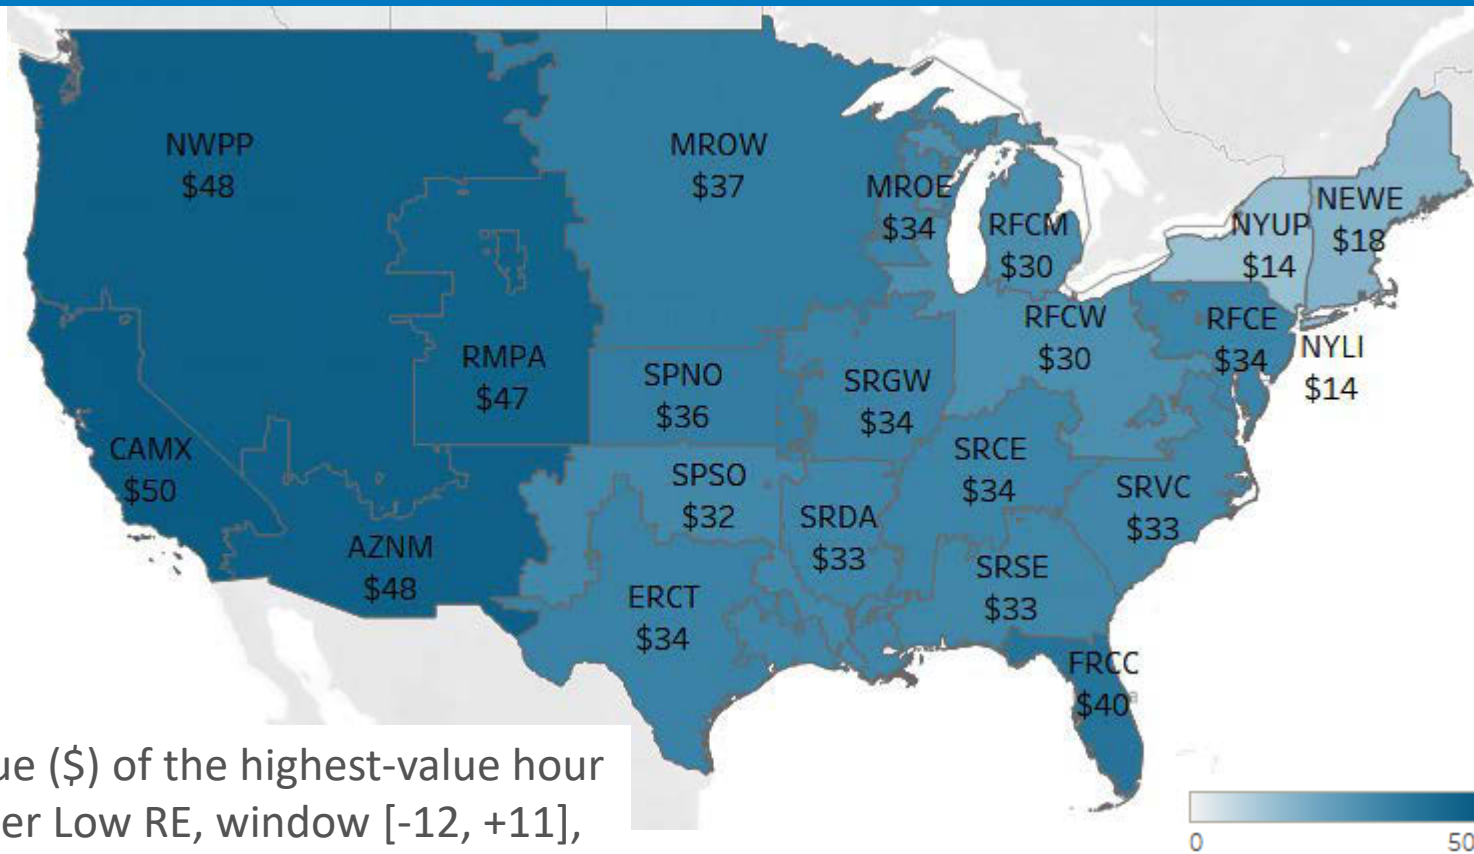 NWPP
$48
MROW
$37
MROE
$34
RFCM
$30
NEWE
$18
NYUP
$14
RFCW
$30
RFCE
$34
NYLI
$14
RMPA
$47
SPNO
$36
SRGW
$34
CAMX
$50
SPSO
$32
SRCE
$34
SRVC
$33
SRDA
$33
AZNM
$48
SRSE
$33
ERCT
$34
FRCC
$40
ue ($) of the highest-value hour
er Low RE, window [-12, +11],
0 50